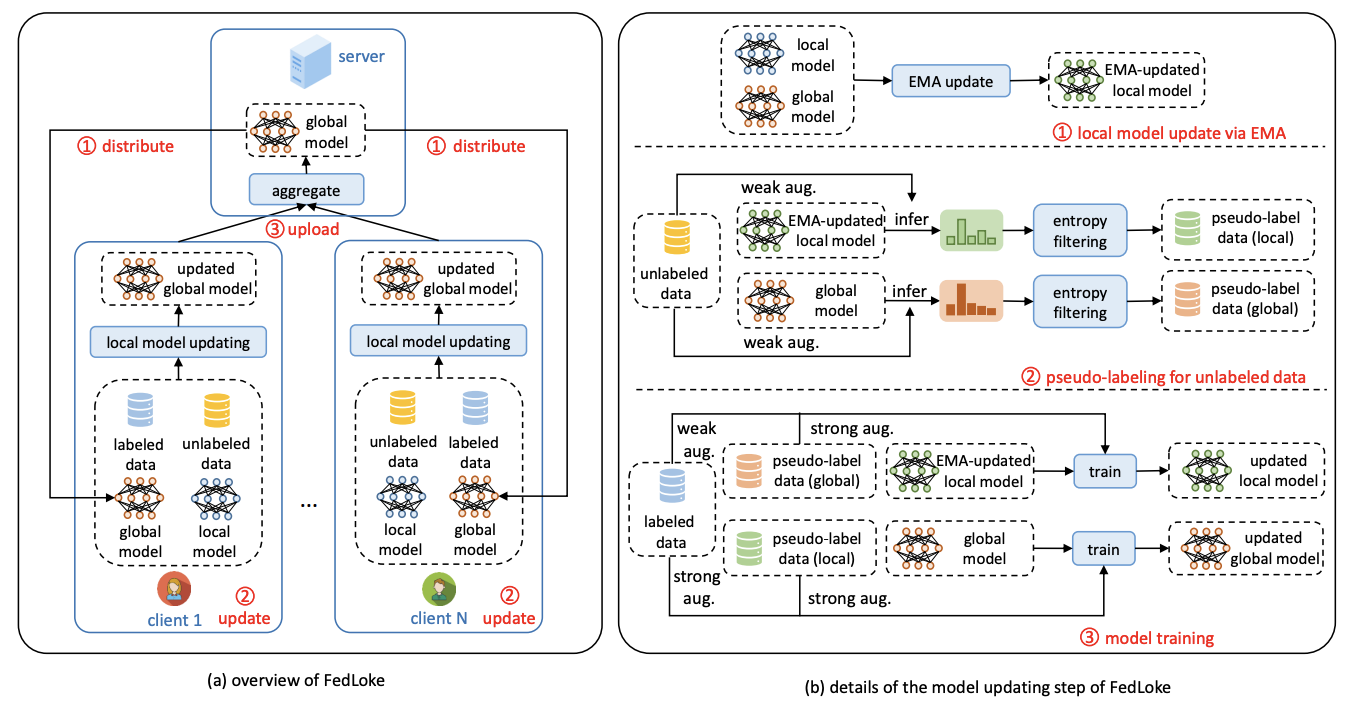 server
global
model
① distribute
① distribute
aggregate
③ upload
updated
global model
local model updating
labeled
data
unlabeled
data
global
model
local
model
client 1
②
update
...
updated
global model
local model updating
unlabeled
data
labeled
data
local
model
global
model
client N
②
update
(a) overview of FedLoke
local
model
global
model
EMA update
EMA-updated
local model
① local model update via EMA
unlabeled
data
weak aug.
EMA-updated
local model
infer
entropy
filtering
pseudo-label
data (local)
global
model
infer
entropy
filtering
pseudo-label
data (global)
weak aug.
② pseudo-labeling for unlabeled data
labeled
data
weak
aug.
strong aug.
pseudo-label
data (global)
EMA-updated
local model
train
updated
local model
pseudo-label
data (local)
global
model
train
updated
global model
strong
aug.
strong aug.
③ model training
(b) details of the model updating step of FedLoke